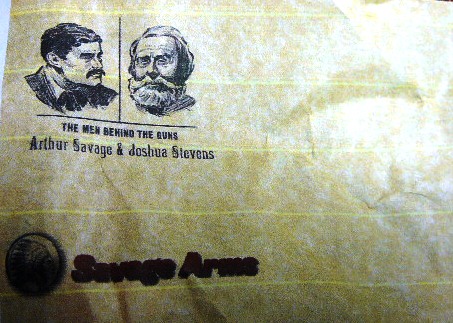 THE MEN BEHIND THE GUNS
Arthur Savage & Joshua Stevens
Savage Arms